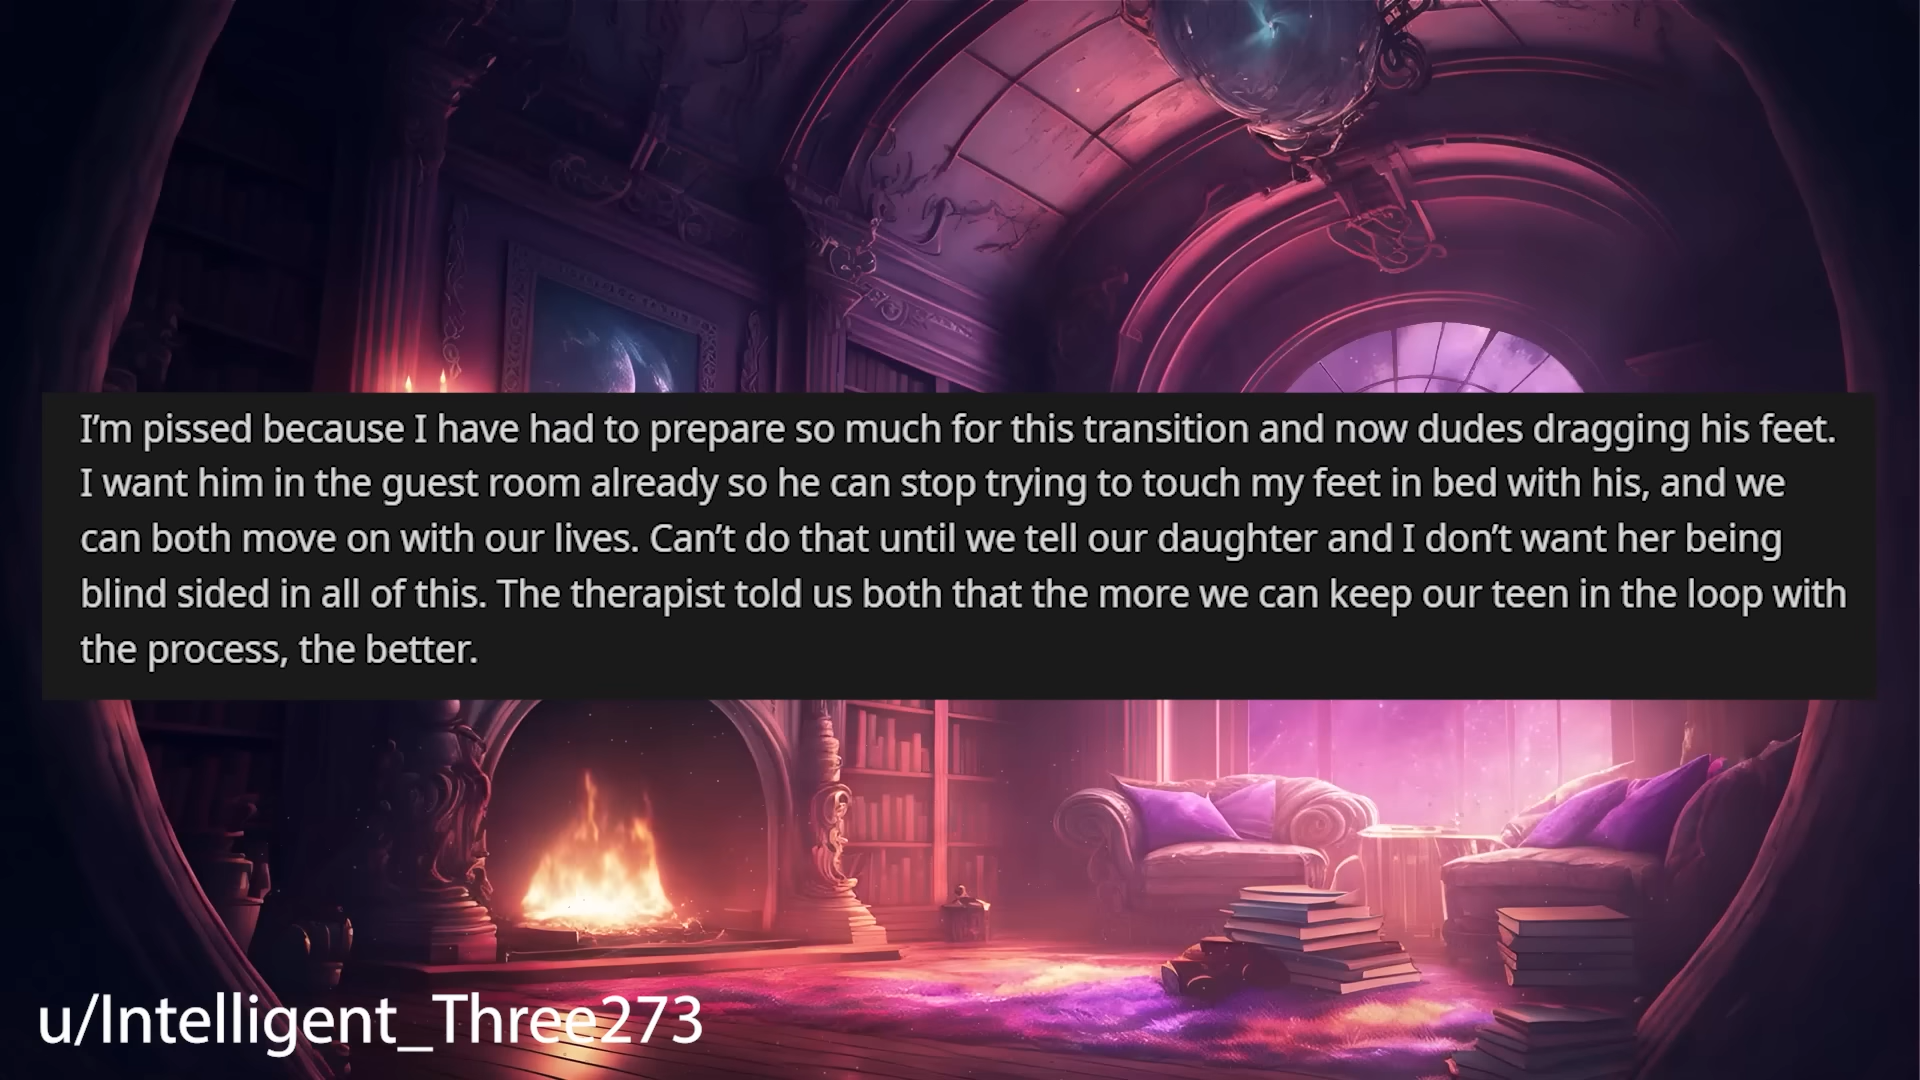 I’m pissed because I have had to prepare so much for this transition and now dudes dragging his feet.
I want him in the guest room already so he can stop trying to touch my feet in bed with his, and we
can both move on with our lives. Can’t do that until we tell our daughter and I don’t want her being
blind sided in all of this. The therapist told us both that the more we can keep our teen in the loop with
the process, the better.
u/Intelligent_Three273